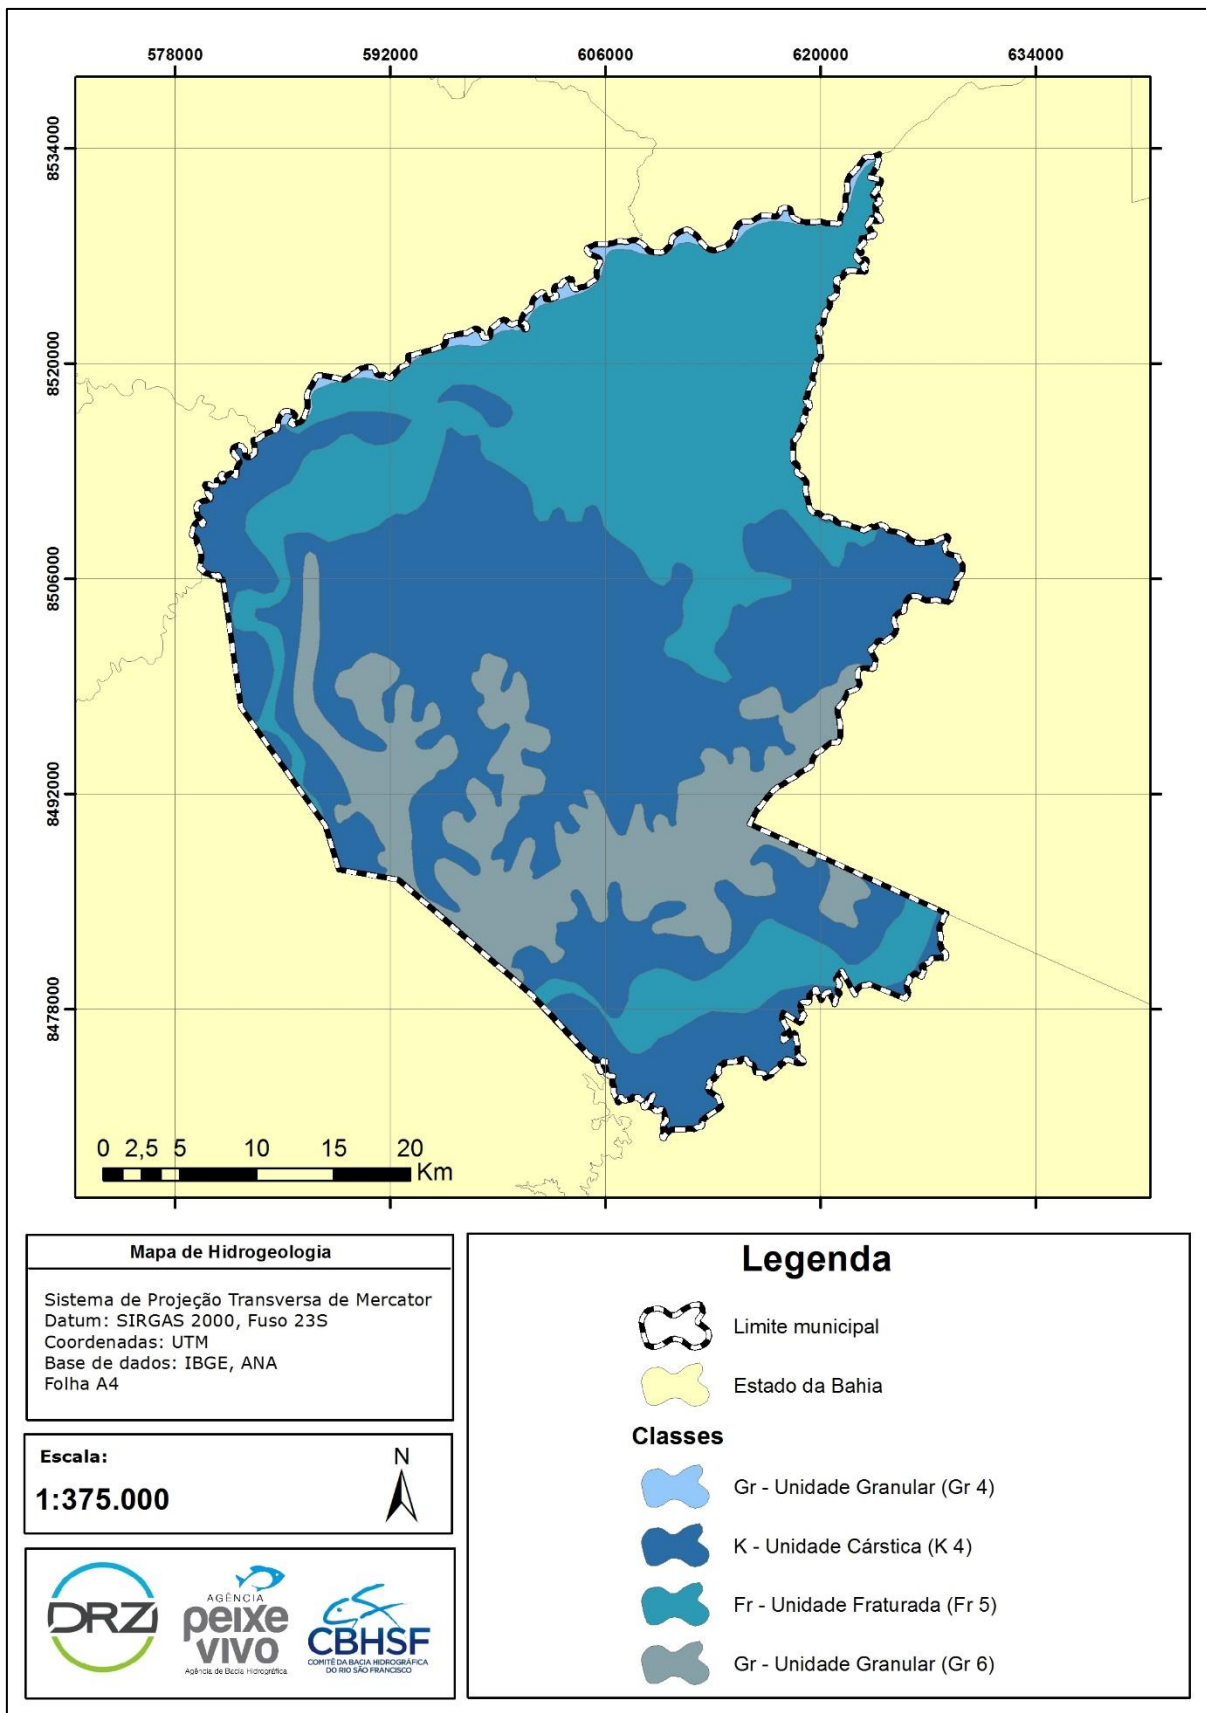 578000
592000
606000
620000
634000
8534000
8520000
8506000
8492000
8478000
0 2,5 5 10 15 20
Km
Mapa de Hidrogeologia
Sistema de Projeção Transversa de Mercator
Datum: SIRGAS 2000, Fuso 23S
Coordenadas: UTM
Base de dados: IBGE, ANA
Folha A4
Escala:
1:375.000
N
DRZ
AGÊNCIA
peixe
vivo
Agência de Bacia Hidrográfica
CBHSF
COMITÊ DA BACIA HIDROGRÁFICA
DO RIO SÃO FRANCISCO
Legenda
Limite municipal
Estado da Bahia
Classes
Gr - Unidade Granular (Gr 4)
K - Unidade Cárstica (K 4)
Fr - Unidade Fraturada (Fr 5)
Gr - Unidade Granular (Gr 6)